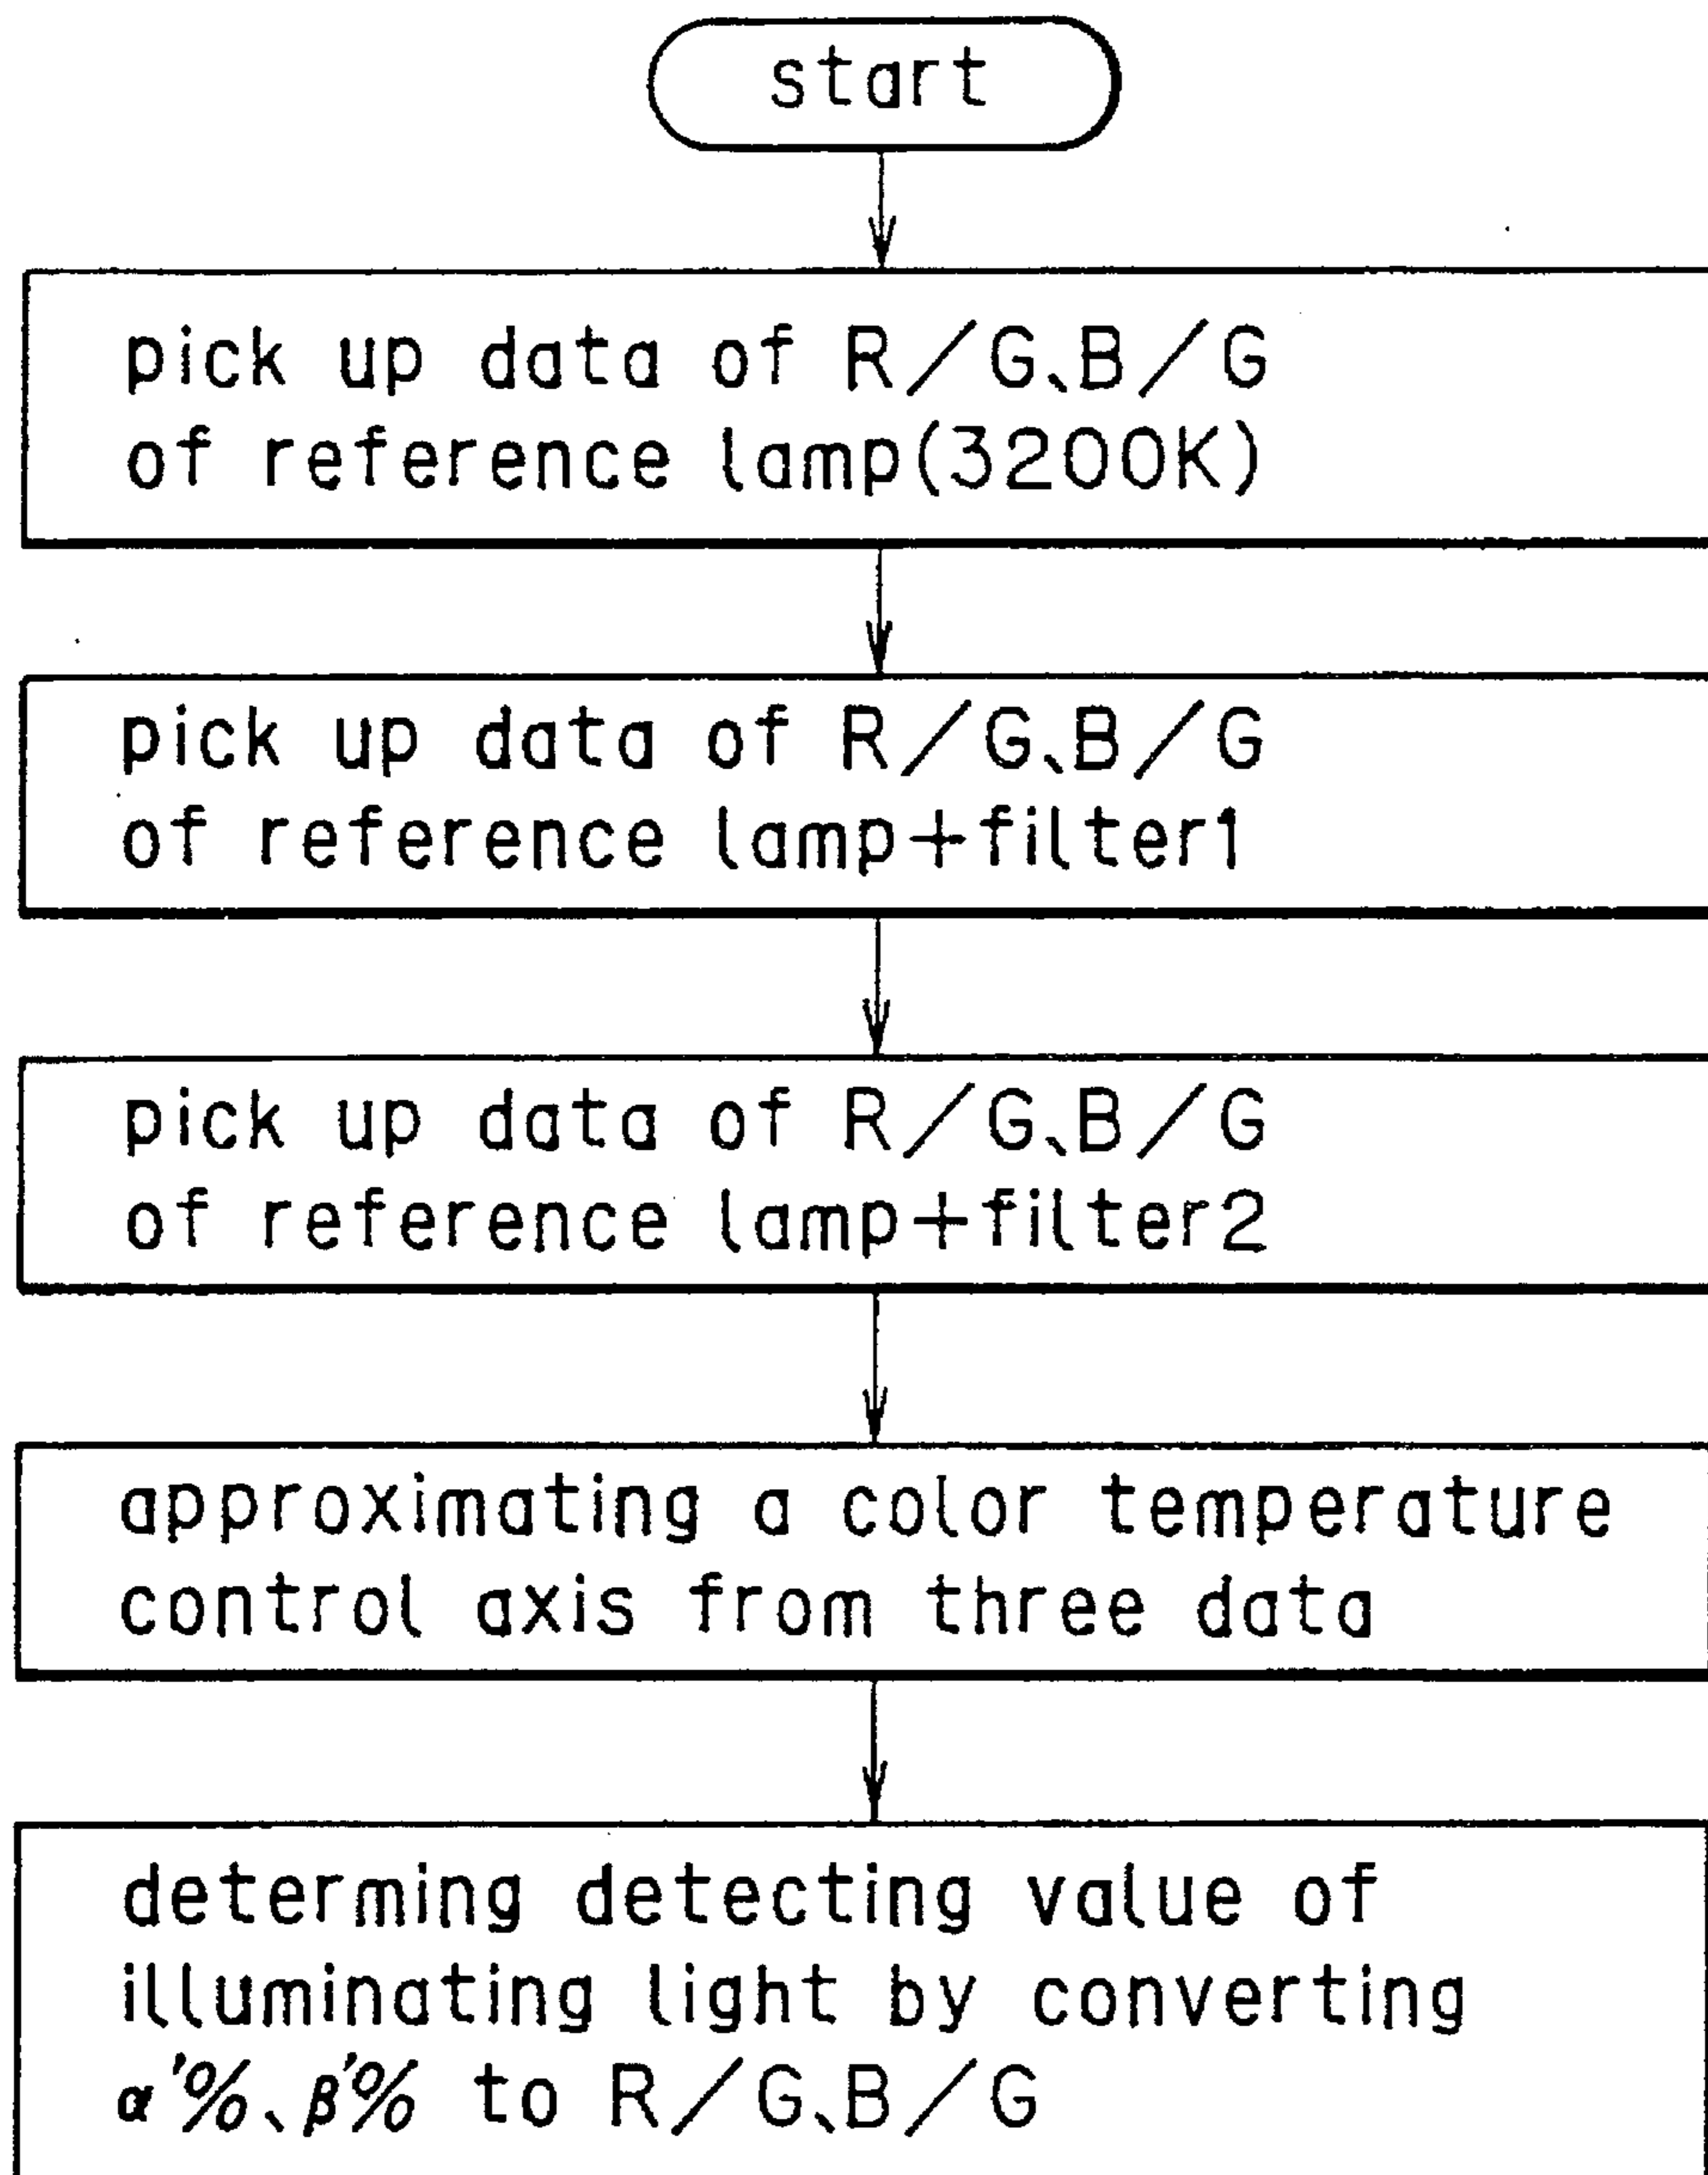 start
pick up data of R/G、B/G
of reference lamp(3200K)
pick up data of R/G、B/G
of reference lamp+filter1
pick up data of R/G、B/G
of reference lamp+filter2
approximating a color temperature
control axis from three data
determing detecting value of
illuminating light by converting
α'%、β'% to R/G、B/G